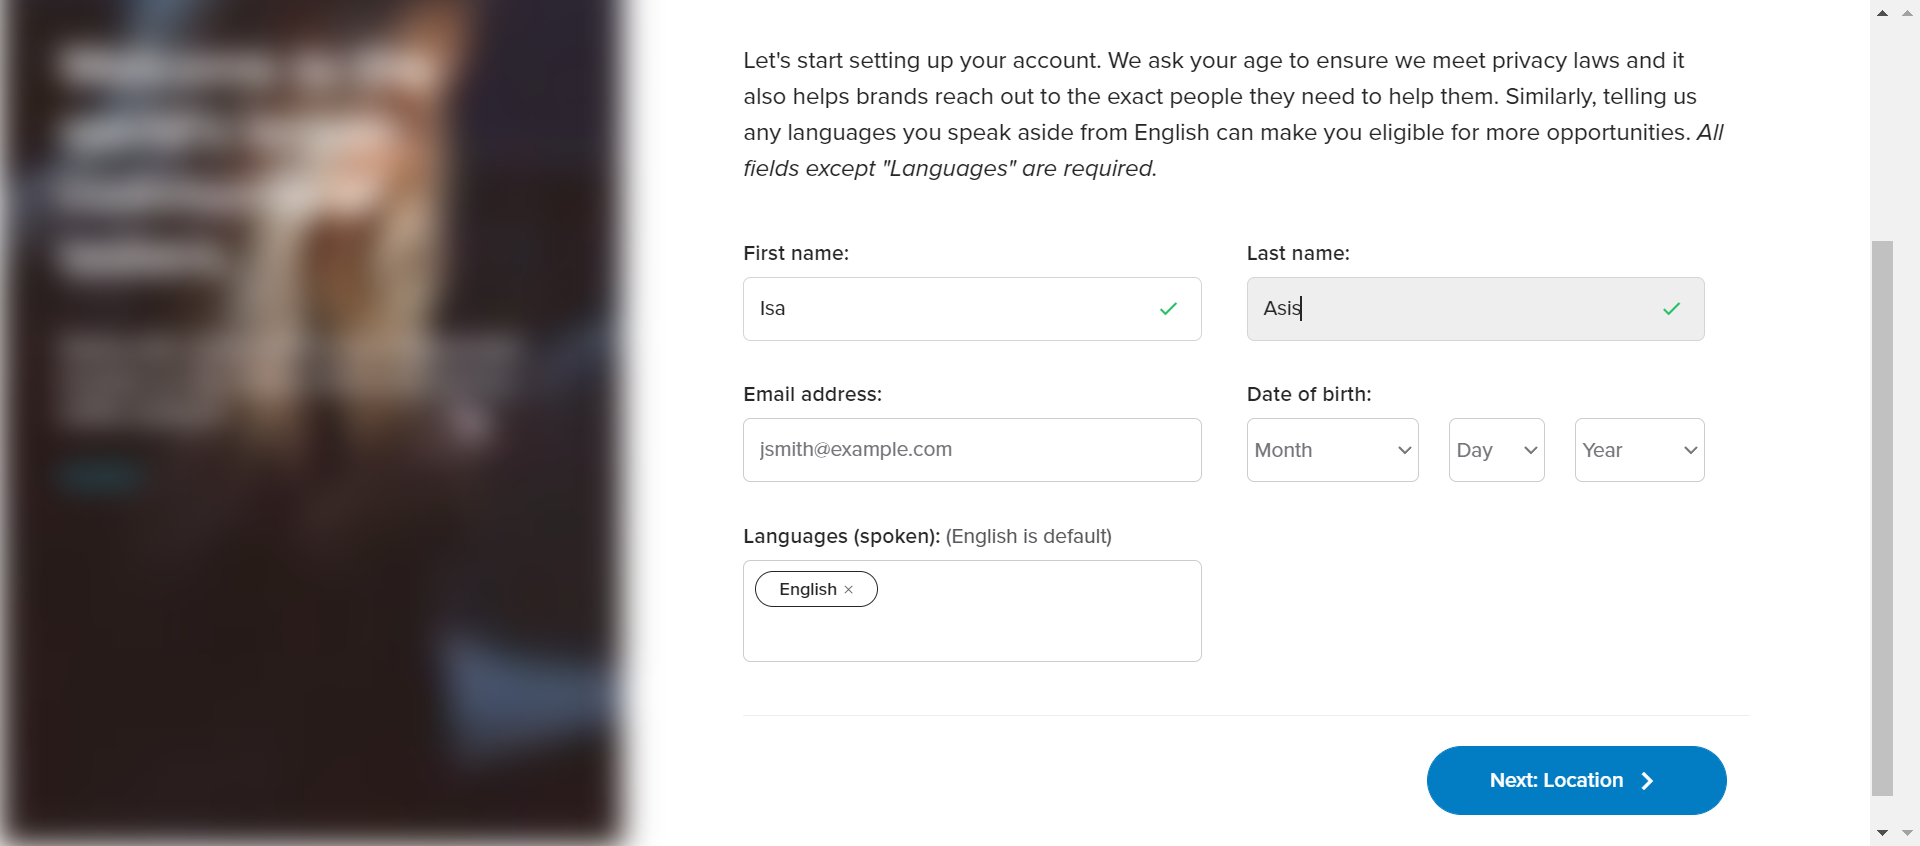 Let's start setting up your account. We ask your age to ensure we meet privacy laws and it
also helps brands reach out to the exact people they need to help them. Similarly, telling us
any languages you speak aside from English can make you eligible for more opportunities. All
fields except "Languages" are required.
First name:
Last name:
Isa
Asis
Email address:
Date of birth:
jsmith@example.com
Month
Day
Year
Languages (spoken): (English is default)
English ×
Next: Location